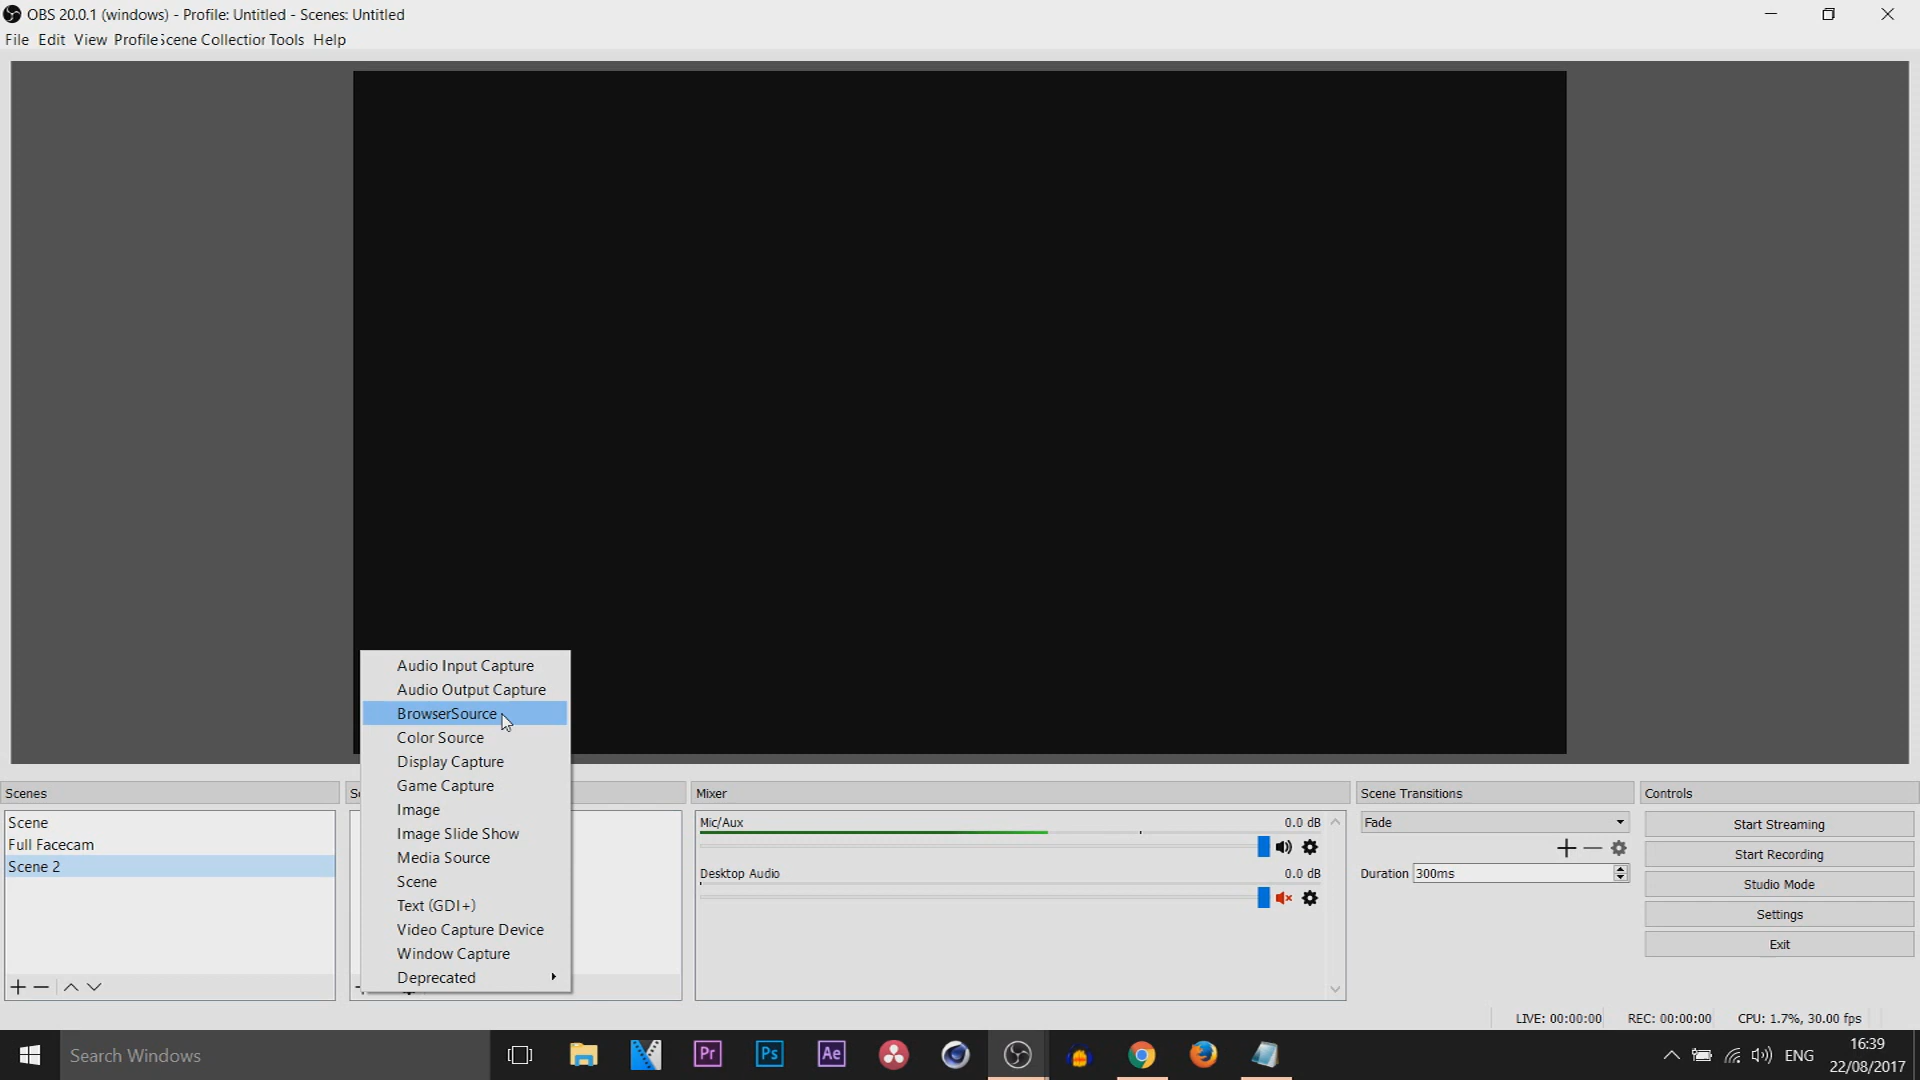 OBS 20.0.1 (windows) - Profile: Untitled - Scenes: Untitled
File Edit View Profile Scene Collection Tools Help
Audio Input Capture
Audio Output Capture
BrowserSource
Color Source
Display Capture
Game Capture
Image
Image Slide Show
Media Source
Scene
Text (GDI+)
Video Capture Device
Window Capture
Deprecated
Scenes
Scene
Full Facecam
Scene 2
Mixer
Mic/Aux 0.0 dB
Desktop Audio 0.0 dB
Scene Transitions
Fade
Duration 300ms
Controls
Start Streaming
Start Recording
Studio Mode
Settings
Exit
LIVE: 00:00:00 REC: 00:00:00 CPU: 1.7%, 30.00 fps
Search Windows
Pr
Ps
Ae
ENG
16:39
22/08/2017